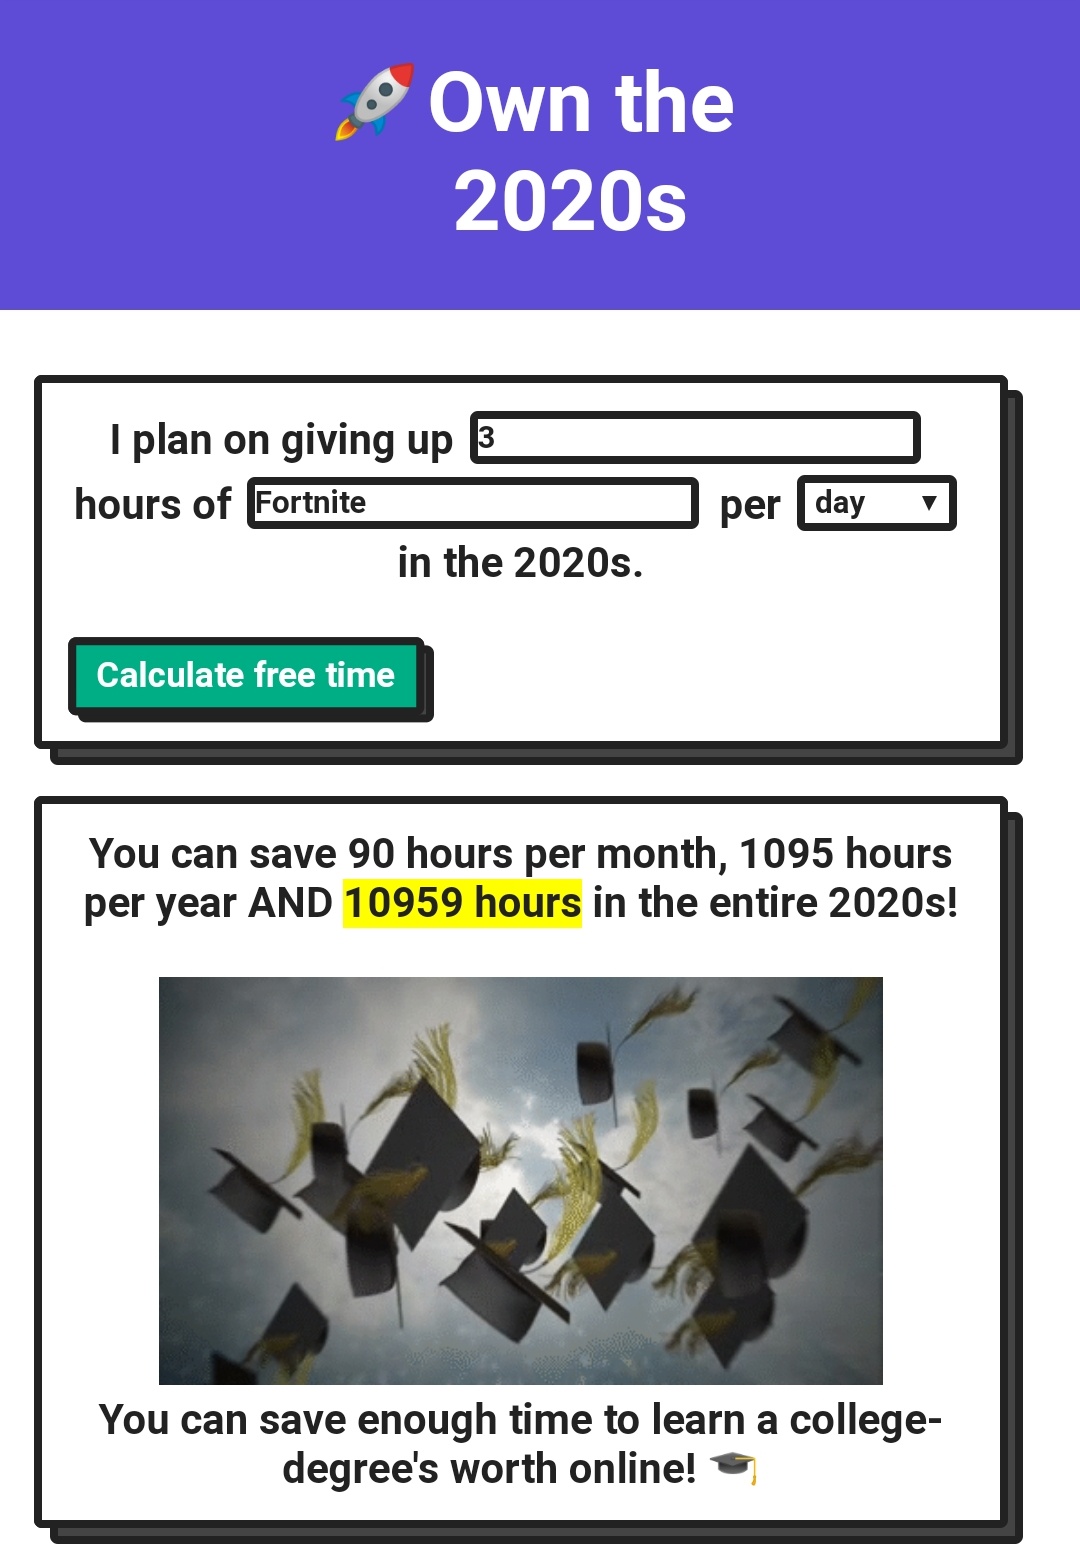 🚀 Own the
2020s
I plan on giving up 3
hours of Fortnite per day ▼
in the 2020s.
Calculate free time
You can save 90 hours per month, 1095 hours
per year AND 10959 hours in the entire 2020s!
You can save enough time to learn a college-
degree's worth online! 🎓